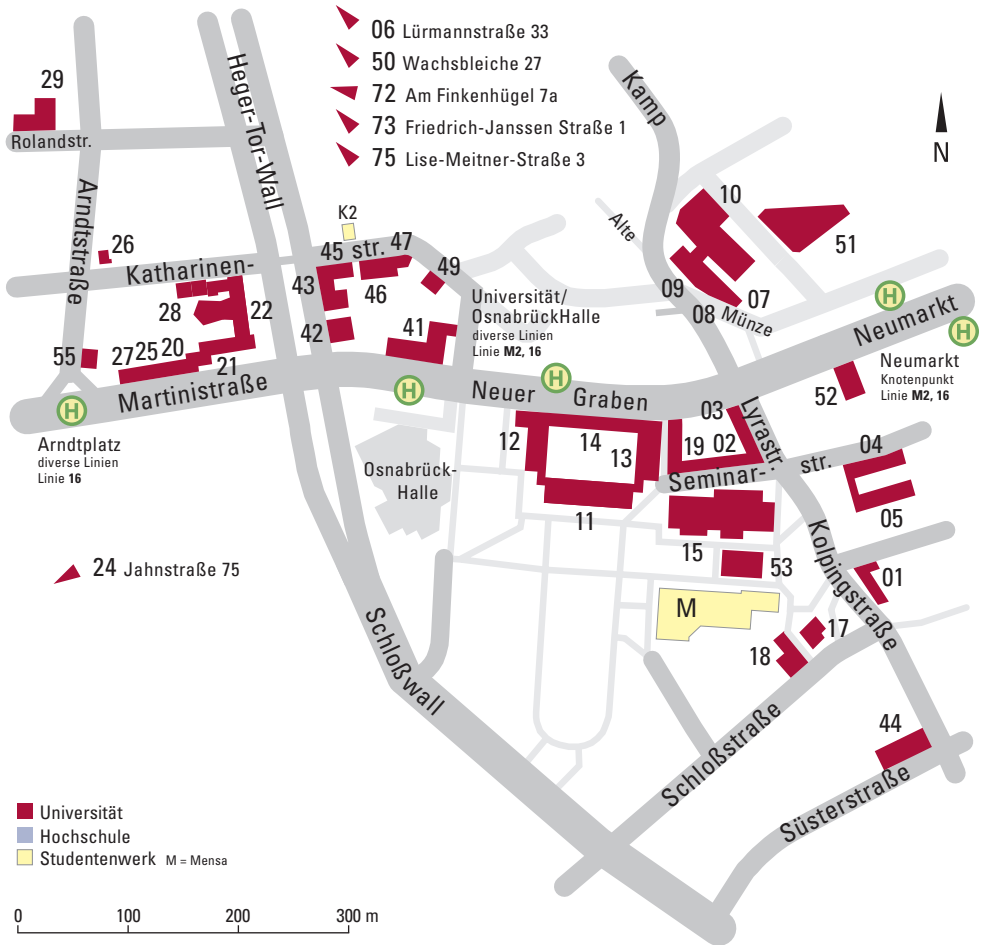 06 Lürmannstraße 33
50 Wachsbleiche 27
72 Am Finkenhügel 7a
73 Friedrich-Janssen Straße 1
75 Lise-Meitner-Straße 3
29
Rolandstr.
Heger-Tor-Wall
Kamp
N
10
Arndtstraße
26
K2
Alte
51
Katharinen-
45
str.
47
49
43
46
09
07
08
Münze
28
22
42
41
Universität/
OsnabrückHalle
diverse Linien
Linie M2, 16
H
Neumarkt
H
55
27
25
20
21
Martinistraße
H
H
H
Neuer
Graben
52
Neumarkt
Knotenpunkt
Linie M2, 16
Arndtplatz
diverse Linien
Linie 16
Osnabrück-
Halle
12
14
13
11
03
19
02
Lyrastr.
Seminar-
str.
04
05
15
53
Kolpingstraße
01
24 Jahnstraße 75
M
17
18
Schloßwall
Schloßstraße
44
Süsterstraße
Universität
Hochschule
Studentenwerk M = Mensa
0 100 200 300 m